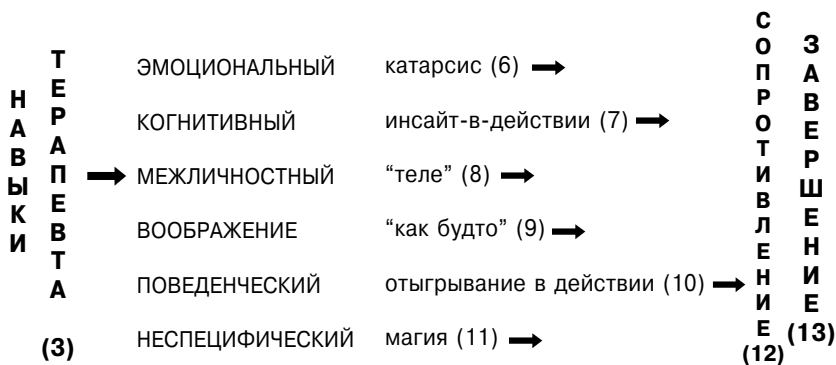 НАВЫКИ
ТЕРАПЕВТА
(3)
ЭМОЦИОНАЛЬНЫЙ катарсис (6)
КОГНИТИВНЫЙ инсайт-в-действии (7)
МЕЖЛИЧНОСТНЫЙ “теле” (8)
ВООБРАЖЕНИЕ “как будто” (9)
ПОВЕДЕНЧЕСКИЙ отыгрывание в действии (10)
НЕСПЕЦИФИЧЕСКИЙ магия (11)
СОПРОТИВЛЕНИЕ
(12)
ЗАВЕРШЕНИЕ
(13)